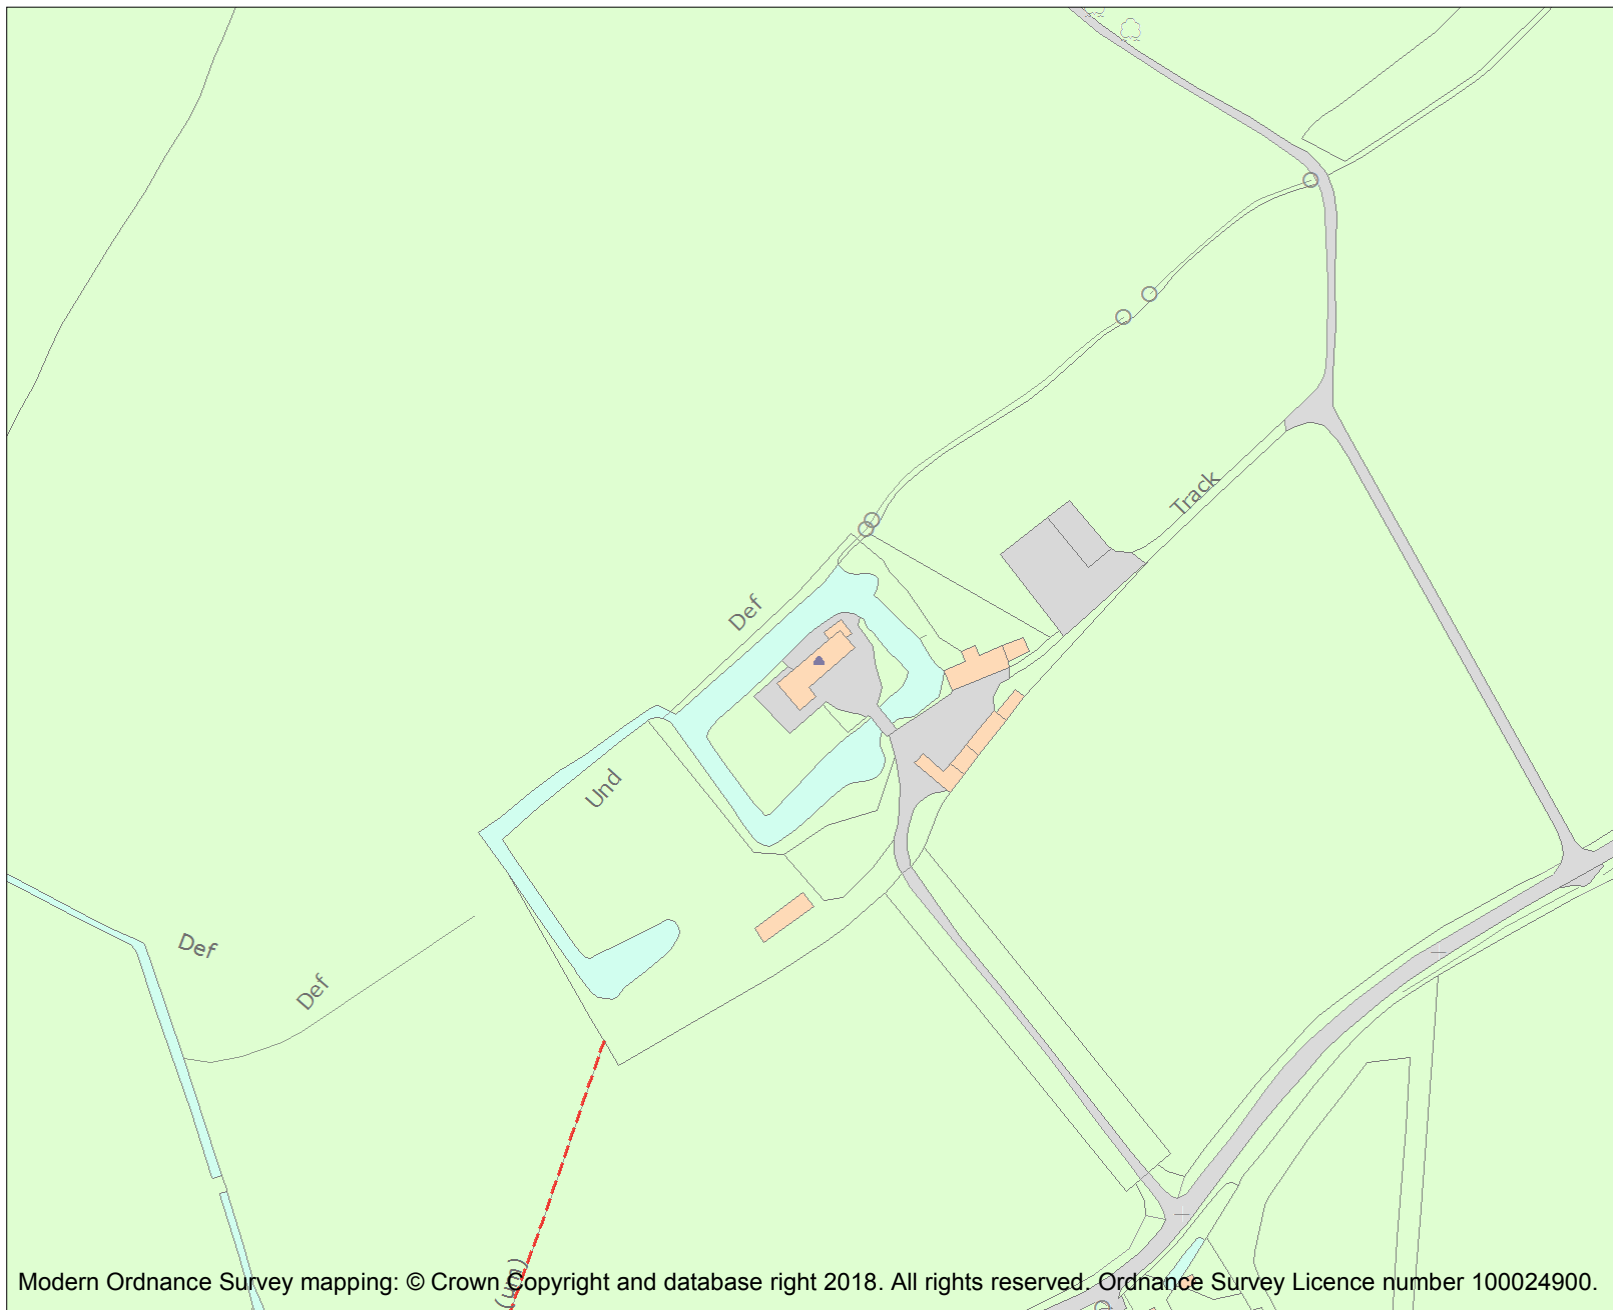 Track
Def
Und
Def
Def
(um)
Modern Ordnance Survey mapping: © Crown Copyright and database right 2018. All rights reserved. Ordnance Survey Licence number 100024900.